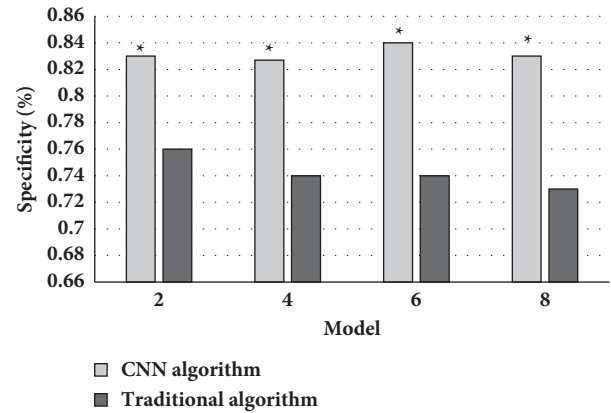 0.86
0.84
0.82
0.8
0.78
0.76
0.74
0.72
0.7
0.68
0.66
Specificity (%)
* * * *
2 4 6 8
Model
CNN algorithm
Traditional algorithm